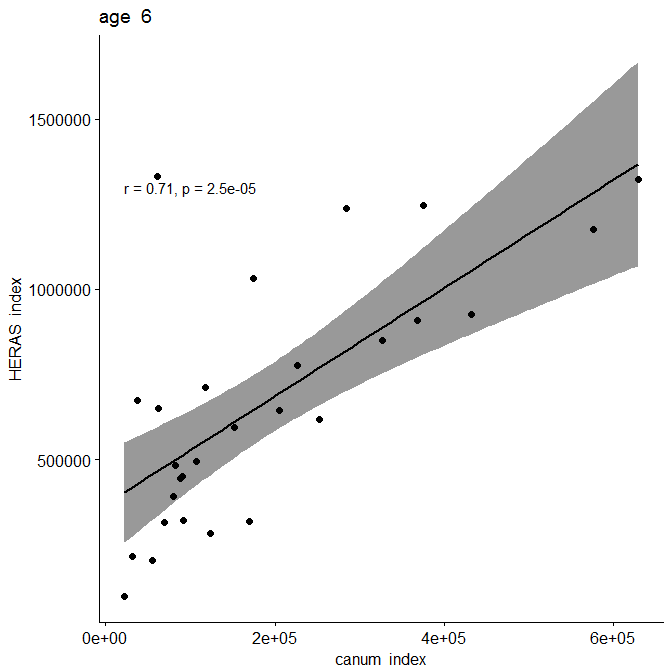 age 6
1500000
r = 0.71, p = 2.5e-05
1000000
HERAS index
500000
0e+00 2e+05 4e+05 6e+05
canum index